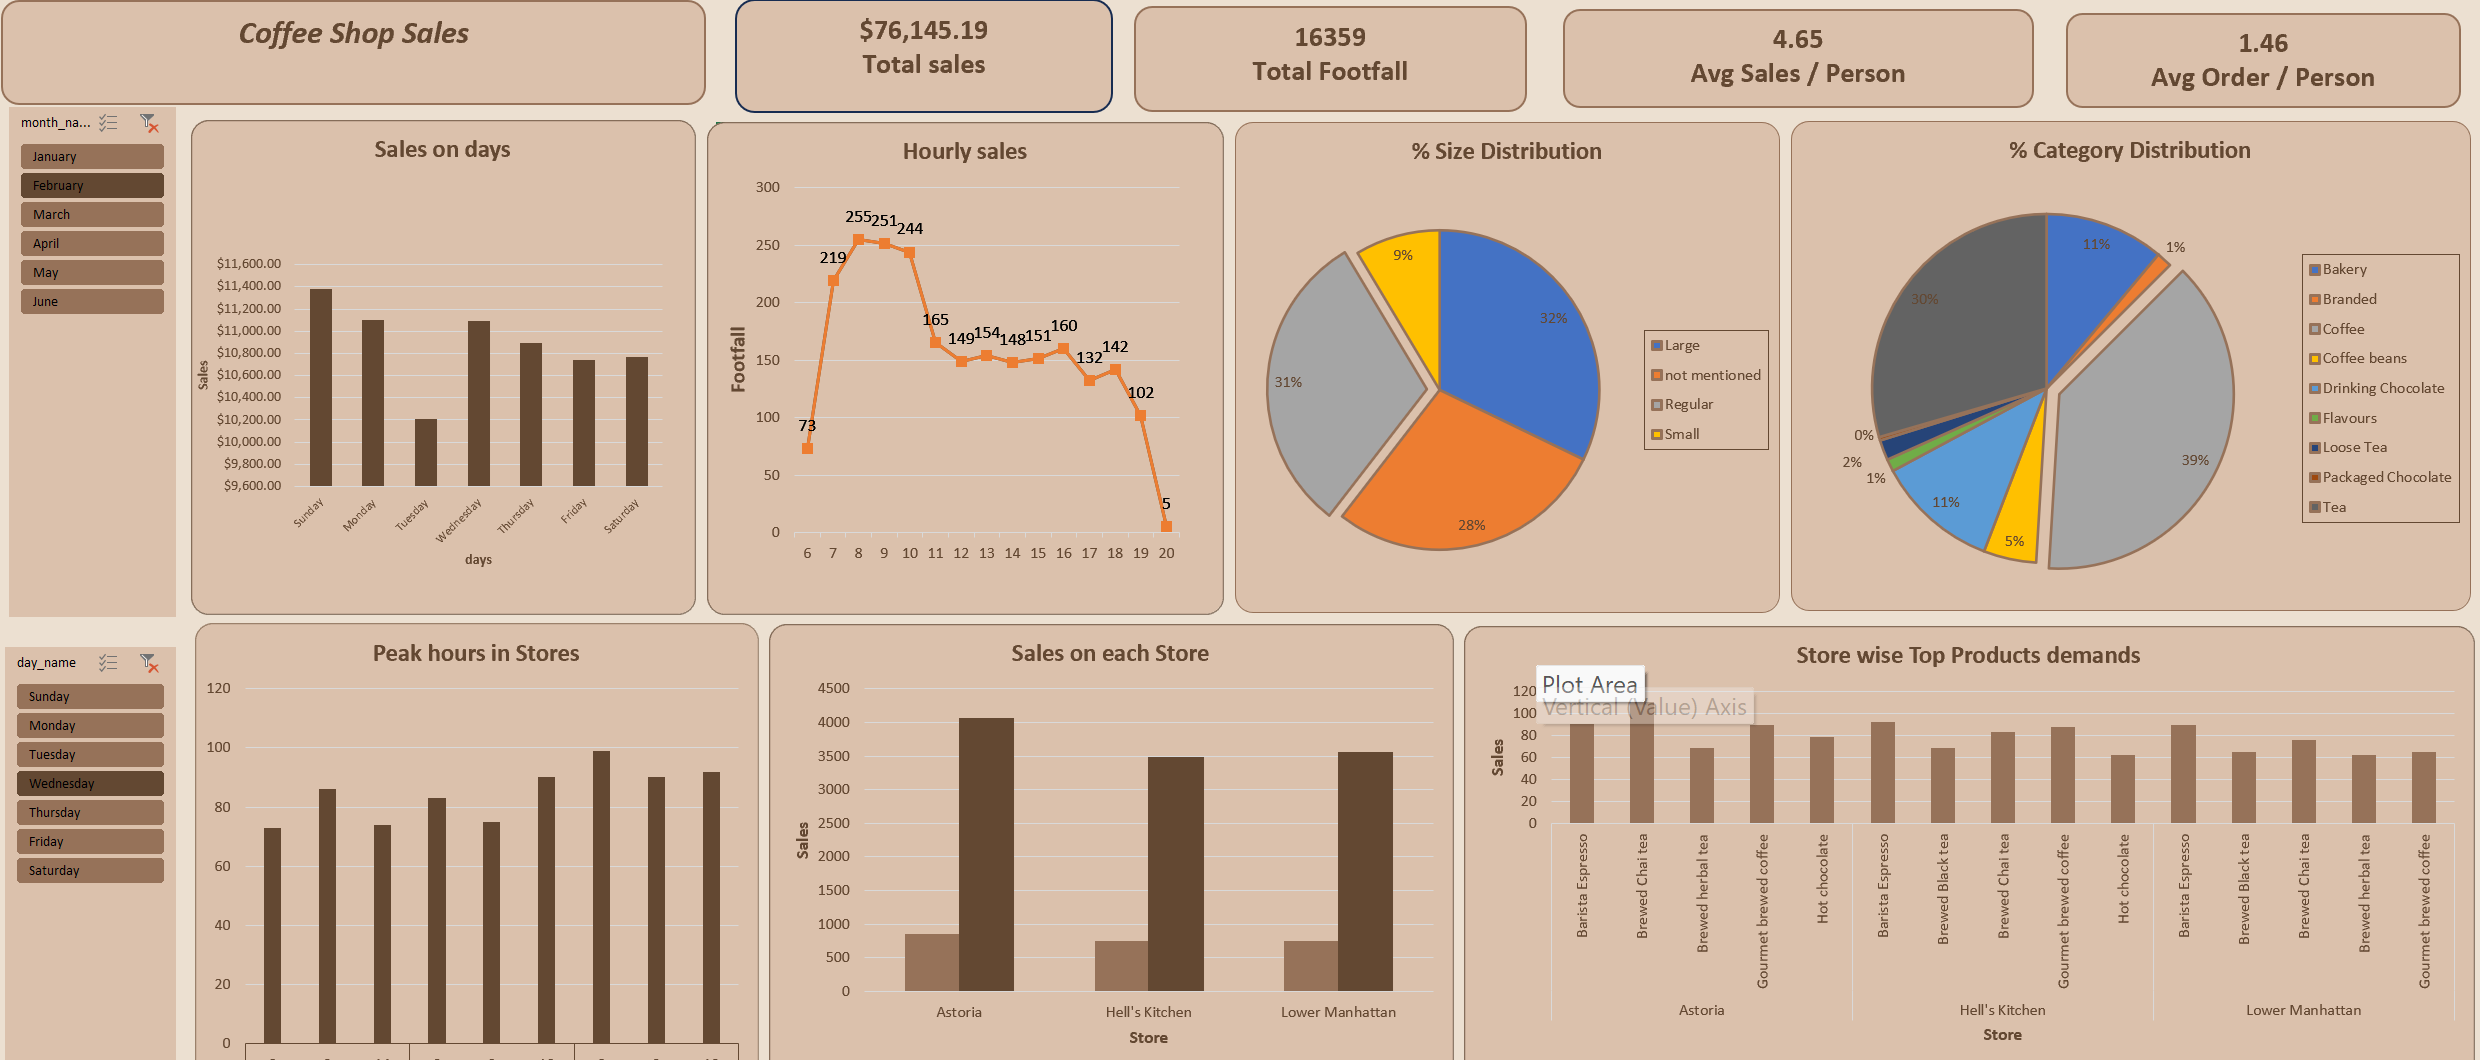 Coffee Shop Sales
$76,145.19
Total sales
16359
Total Footfall
4.65
Avg Sales / Person
1.46
Avg Order / Person
month_na...
January
February
March
April
May
June
Sales on days
$11,600.00
$11,400.00
$11,200.00
$11,000.00
$10,800.00
$10,600.00
$10,400.00
$10,200.00
$10,000.00
$9,800.00
$9,600.00
Sales
Sunday
Monday
Tuesday
Wednesday
Thursday
Friday
Saturday
days
Hourly sales
300
250
200
150
100
50
0
Footfall
73
219
255
251
244
165
149
154
148
151
160
132
142
102
5
6 7 8 9 10 11 12 13 14 15 16 17 18 19 20
% Size Distribution
9%
32%
31%
28%
Large
not mentioned
Regular
Small
% Category Distribution
11%
1%
30%
39%
0%
2%
1%
11%
5%
Bakery
Branded
Coffee
Coffee beans
Drinking Chocolate
Flavours
Loose Tea
Packaged Chocolate
Tea
day_name
Sunday
Monday
Tuesday
Wednesday
Thursday
Friday
Saturday
Peak hours in Stores
120
100
80
60
40
20
0
Sales on each Store
4500
4000
3500
3000
2500
2000
1500
1000
500
0
Sales
Astoria
Hell's Kitchen
Lower Manhattan
Store
Store wise Top Products demands
Plot Area
Vertical (Value) Axis
120
100
80
60
40
20
0
Sales
Barista Espresso
Brewed Chai tea
Brewed herbal tea
Gourmet brewed coffee
Hot chocolate
Barista Espresso
Brewed Black tea
Brewed Chai tea
Gourmet brewed coffee
Hot chocolate
Barista Espresso
Brewed Black tea
Brewed Chai tea
Brewed herbal tea
Gourmet brewed coffee
Astoria
Hell's Kitchen
Lower Manhattan
Store